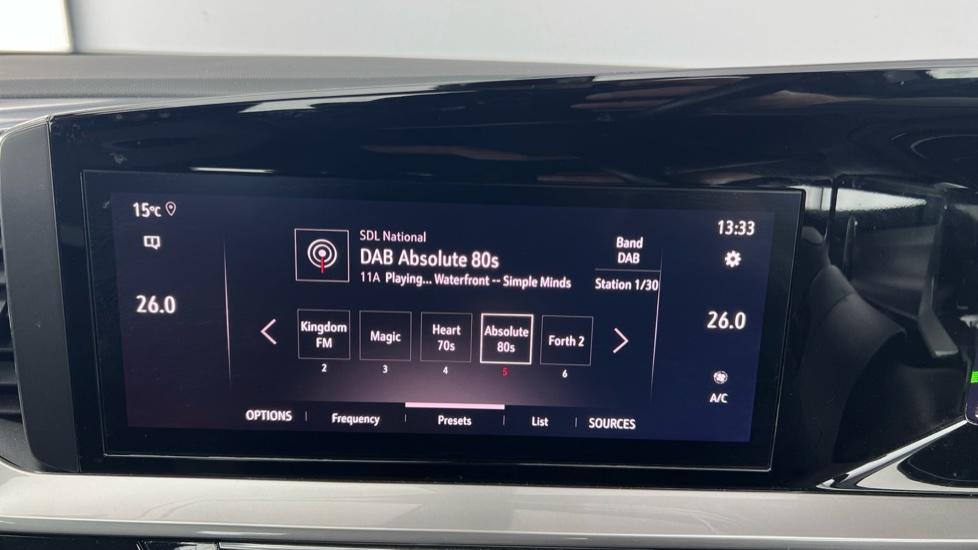 15°C
13:33
SDL National
DAB Absolute 80s
11A Playing... Waterfront -- Simple Minds
Band
DAB
Station 1/30
26.0
26.0
Kingdom
FM
2
Magic
3
Heart
70s
4
Absolute
80s
5
Forth 2
6
A/C
OPTIONS
Frequency
Presets
List
SOURCES